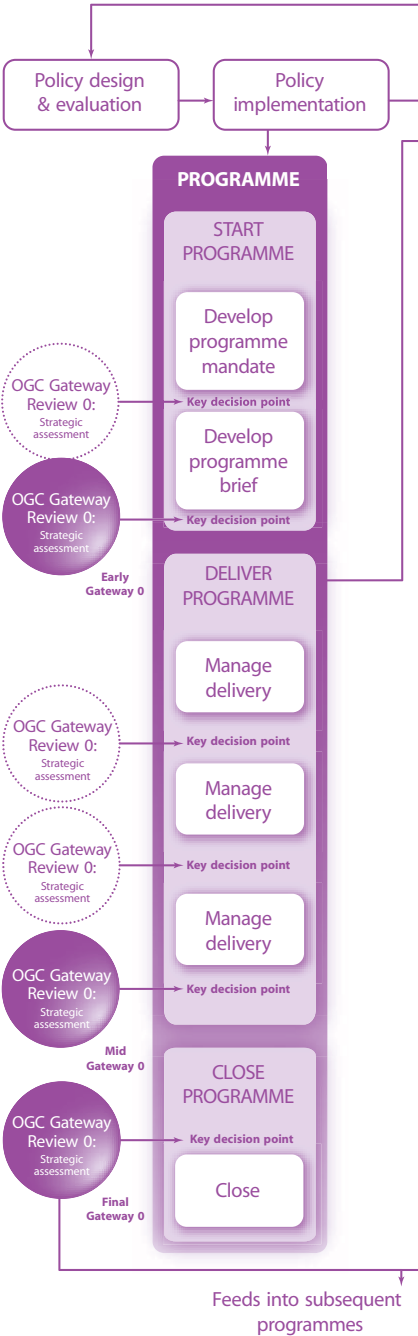 Policy design
& evaluation
Policy
implementation
PROGRAMME
START
PROGRAMME
Develop
programme
mandate
OGC Gateway
Review 0:
Strategic
assessment
Key decision point
Develop
programme
brief
OGC Gateway
Review 0:
Strategic
assessment
Key decision point
Early
Gateway 0
DELIVER
PROGRAMME
Manage
delivery
OGC Gateway
Review 0:
Strategic
assessment
Key decision point
Manage
delivery
OGC Gateway
Review 0:
Strategic
assessment
Key decision point
Manage
delivery
OGC Gateway
Review 0:
Strategic
assessment
Key decision point
Mid
Gateway 0
CLOSE
PROGRAMME
OGC Gateway
Review 0:
Strategic
assessment
Key decision point
Close
Final
Gateway 0
Feeds into subsequent
programmes